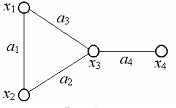 x₁
a₃
a₁
x₃
a₄
x₄
a₂
x₂